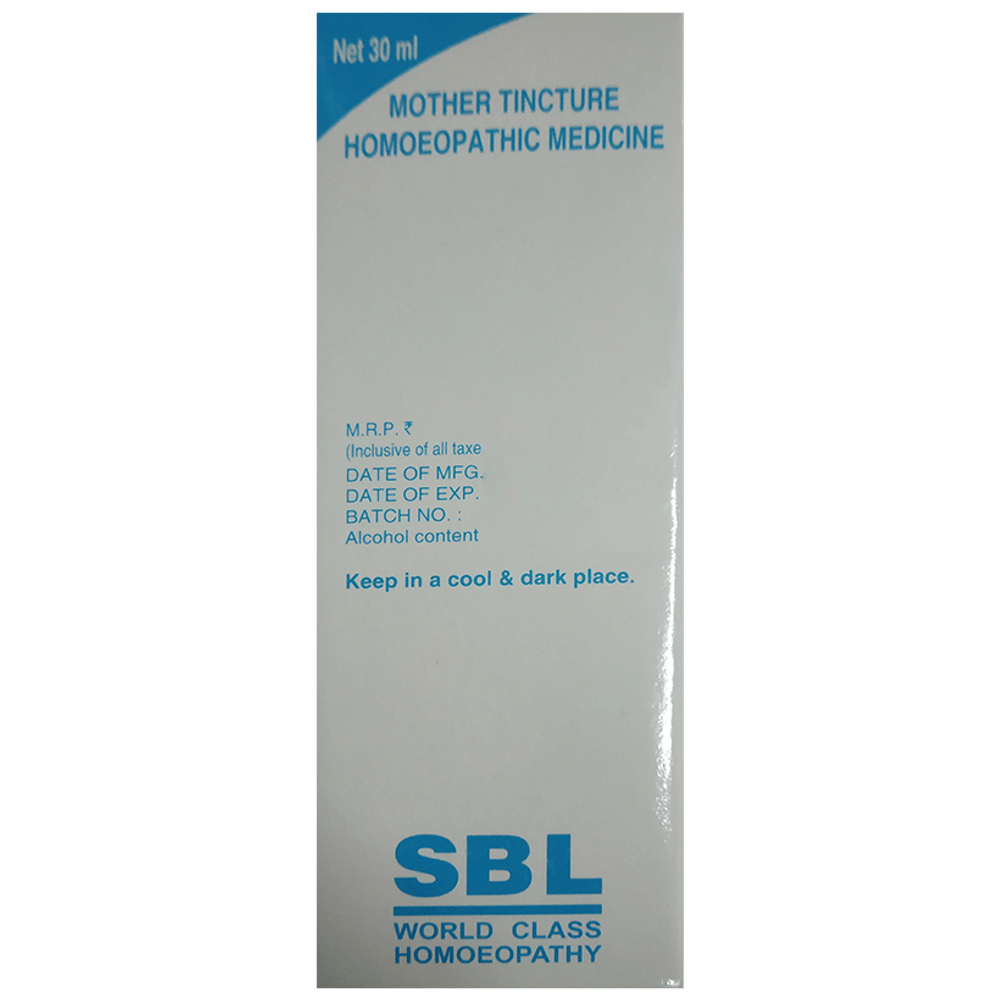 Net 30 ml
MOTHER TINCTURE
HOMOEOPATHIC MEDICINE
M.R.P. ₹
(Inclusive of all taxe
DATE OF MFG.
DATE OF EXP.
BATCH NO. :
Alcohol content
Keep in a cool & dark place.
SBL
WORLD CLASS
HOMOEOPATHY